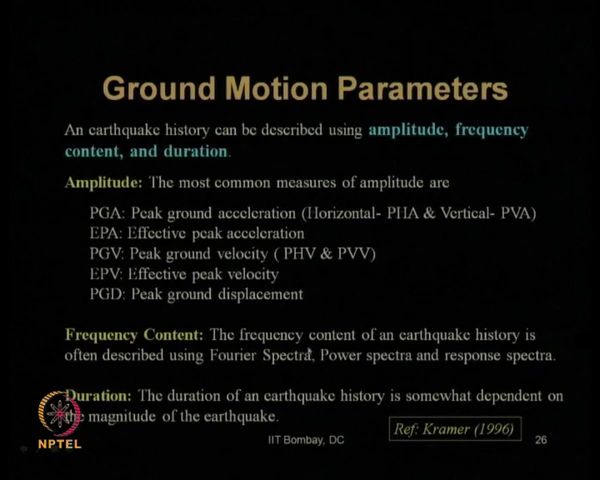 Ground Motion Parameters
An earthquake history can be described using amplitude, frequency
content, and duration.
Amplitude: The most common measures of amplitude are
PGA: Peak ground acceleration (Horizontal- PHA & Vertical- PVA)
EPA: Effective peak acceleration
PGV: Peak ground velocity ( PHV & PVV)
EPV: Effective peak velocity
PGD: Peak ground displacement
Frequency Content: The frequency content of an earthquake history is
often described using Fourier Spectra, Power spectra and response spectra.
Duration: The duration of an earthquake history is somewhat dependent on
the magnitude of the earthquake.
Ref: Kramer (1996)
NPTEL
IIT Bombay, DC
26